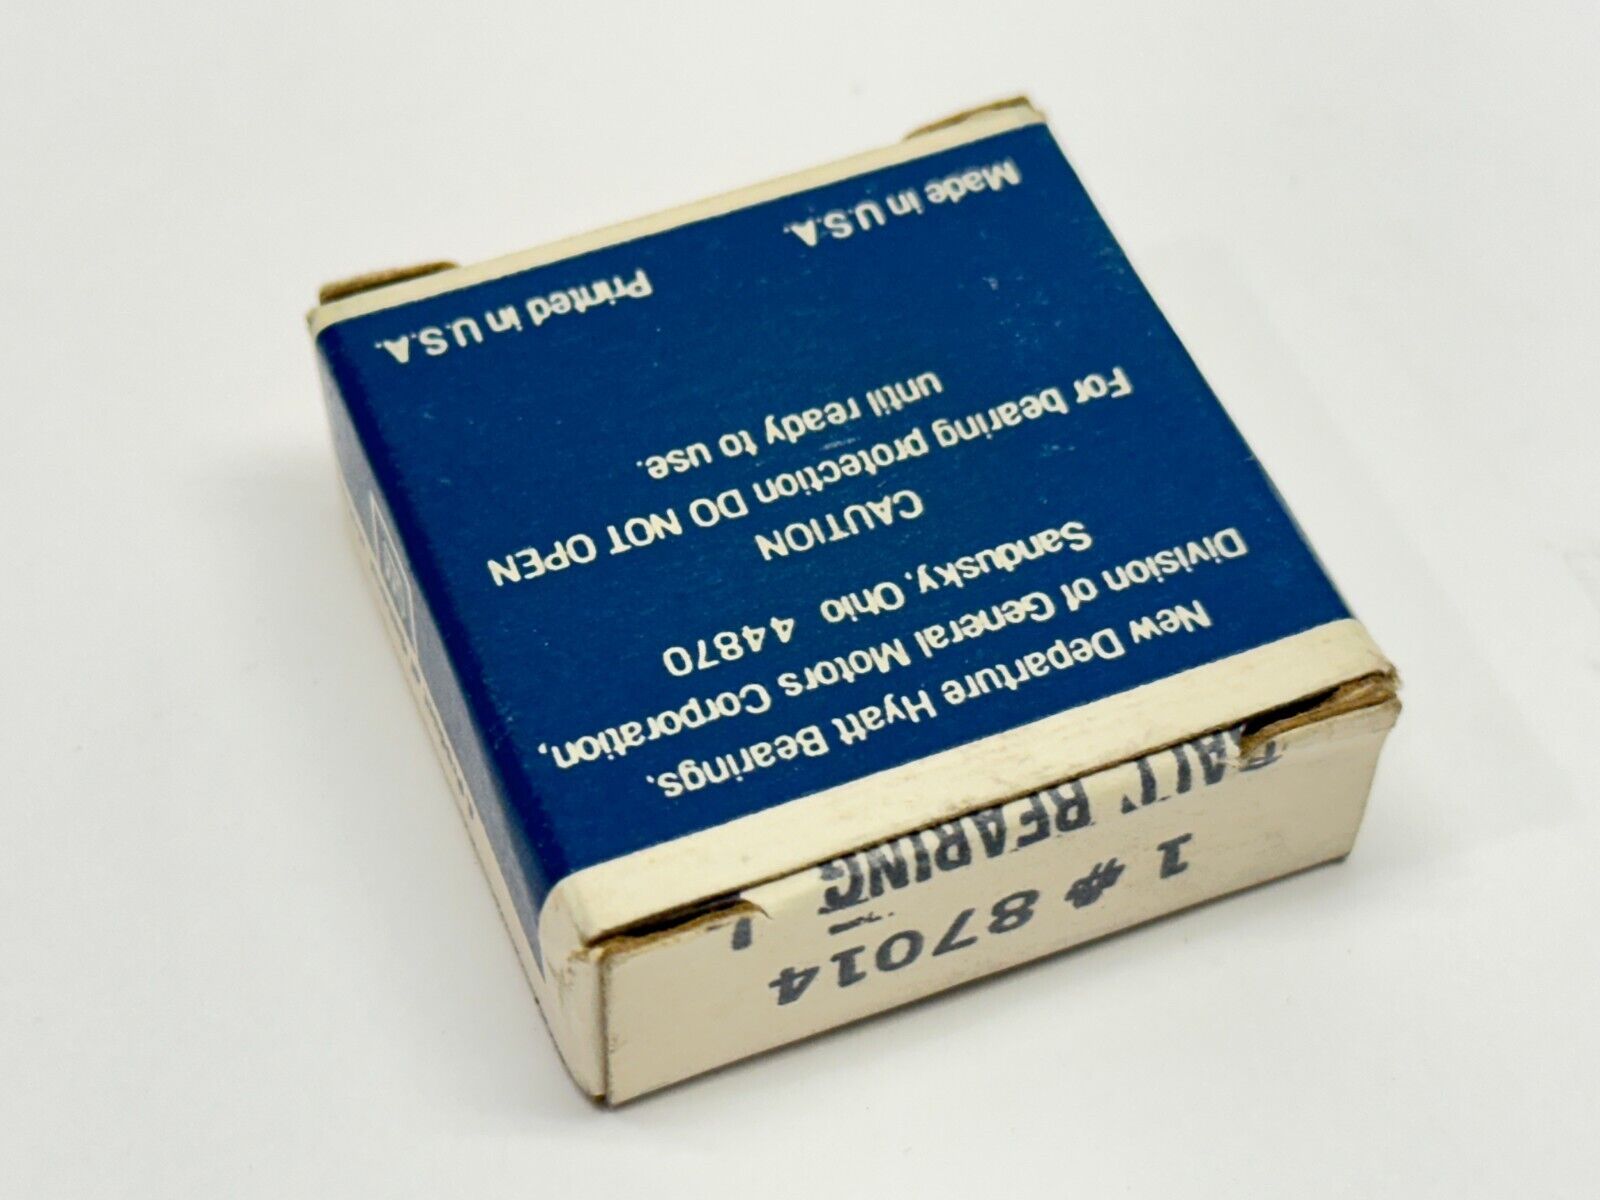 New Departure Hyatt Bearings,
Division of General Motors Corporation,
Sandusky, Ohio 44870
CAUTION
For bearing protection DO NOT OPEN
until ready to use.
Printed in U.S.A.
Made in U.S.A.
1 # 87014
BALL BEARING